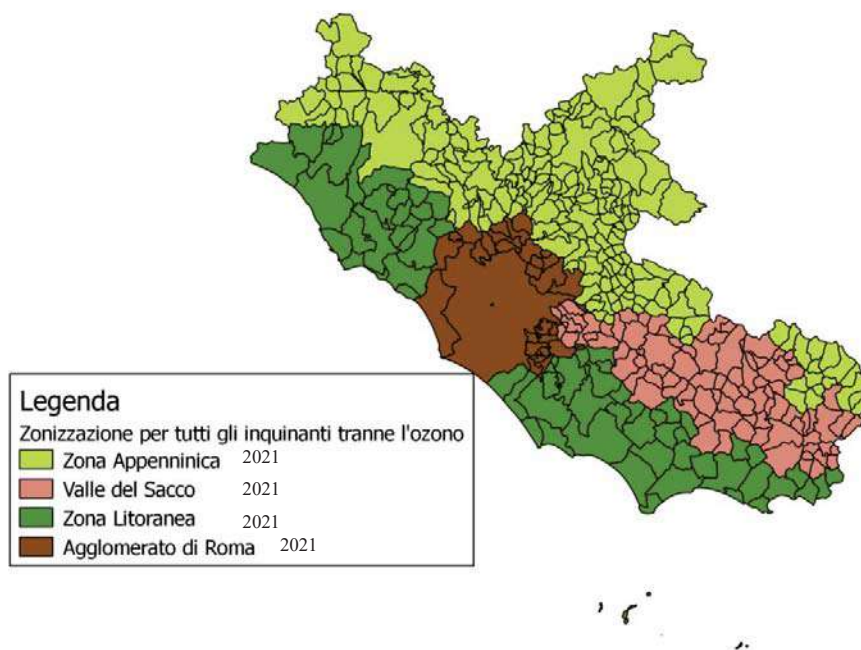 Legenda
Zonizzazione per tutti gli inquinanti tranne l'ozono
Zona Appenninica 2021
Valle del Sacco 2021
Zona Litoranea 2021
Agglomerato di Roma 2021